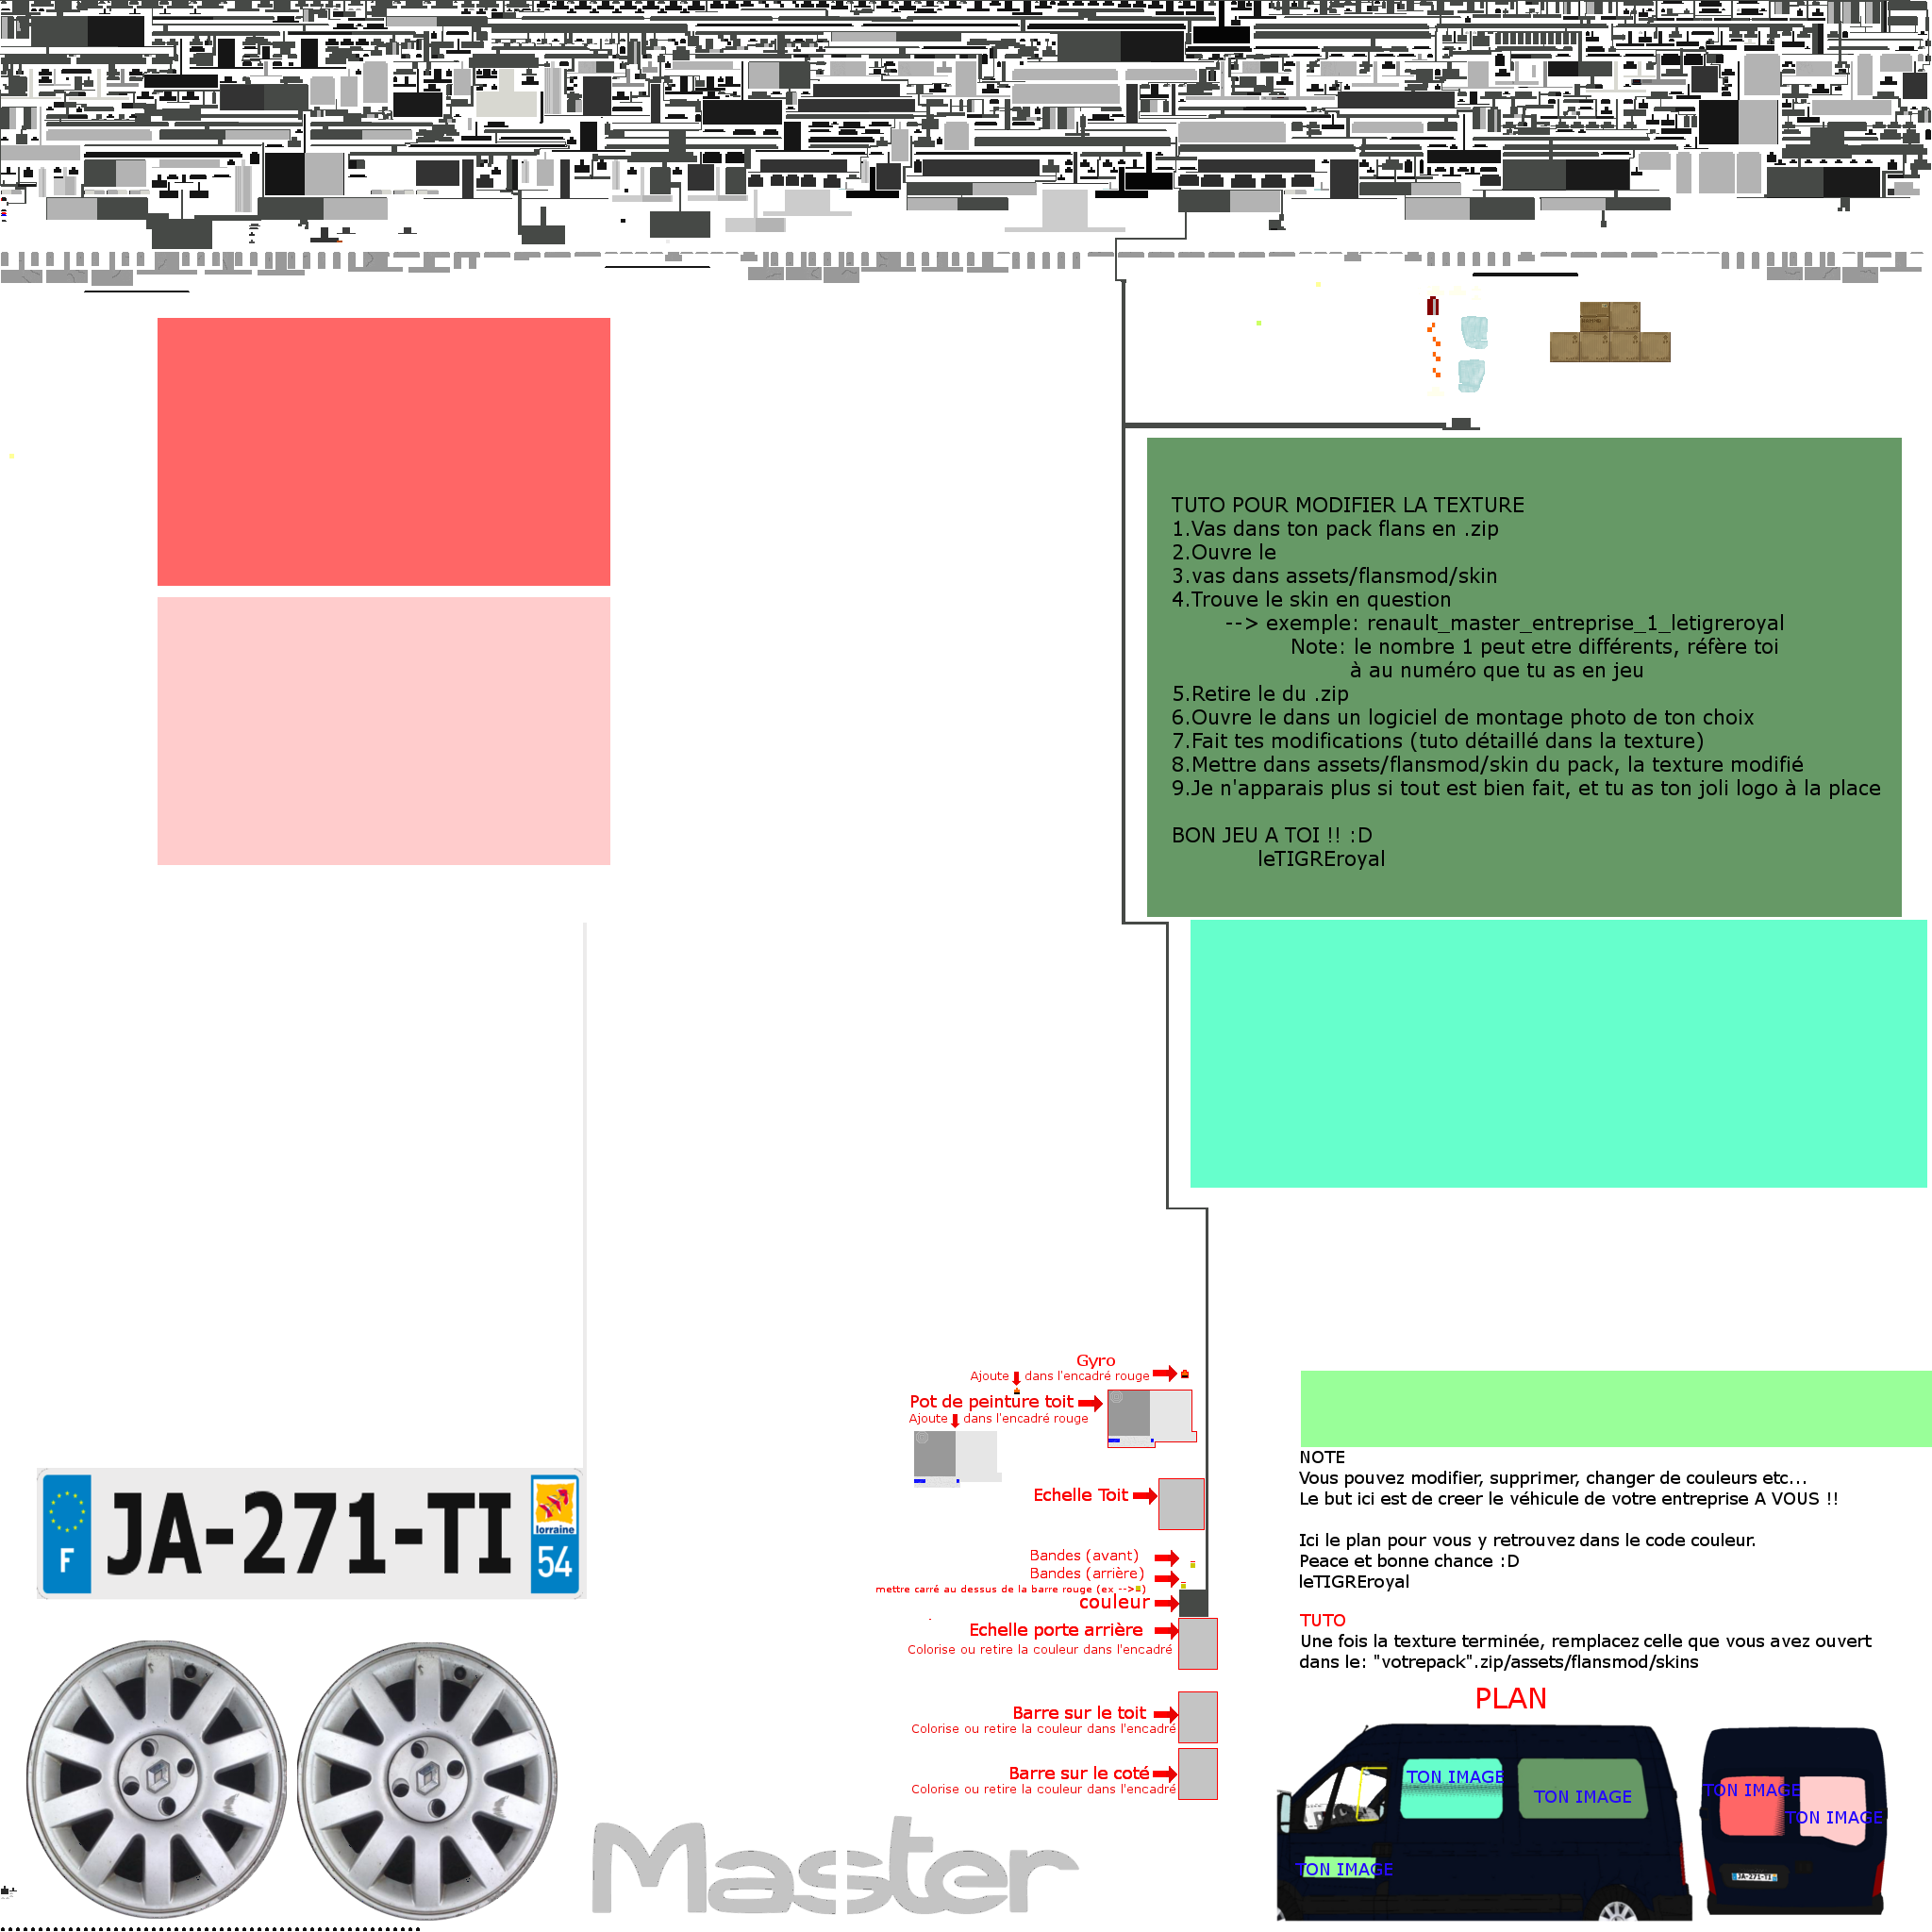 TUTO POUR MODIFIER LA TEXTURE
1.Vas dans ton pack flans en .zip
2.Ouvre le
3.vas dans assets/flansmod/skin
4.Trouve le skin en question
--> exemple: renault_master_entreprise_1_letigreroyal
Note: le nombre 1 peut etre différents, réfère toi
à au numéro que tu as en jeu
5.Retire le du .zip
6.Ouvre le dans un logiciel de montage photo de ton choix
7.Fait tes modifications (tuto détaillé dans la texture)
8.Mettre dans assets/flansmod/skin du pack, la texture modifié
9.Je n'apparais plus si tout est bien fait, et tu as ton joli logo à la place
BON JEU A TOI !! :D
leTIGREroyal
Gyro
Ajoute dans l'encadré rouge
Pot de peinture toit
Ajoute dans l'encadré rouge
Echelle Toit
Bandes (avant)
Bandes (arrière)
mettre carré au dessus de la barre rouge (ex --> )
couleur
Echelle porte arrière
Colorise ou retire la couleur dans l'encadré
Barre sur le toit
Colorise ou retire la couleur dans l'encadré
Barre sur le coté
Colorise ou retire la couleur dans l'encadré
NOTE
Vous pouvez modifier, supprimer, changer de couleurs etc...
Le but ici est de creer le véhicule de votre entreprise A VOUS !!
Ici le plan pour vous y retrouvez dans le code couleur.
Peace et bonne chance :D
leTIGREroyal
TUTO
Une fois la texture terminée, remplacez celle que vous avez ouvert
dans le: "votrepack".zip/assets/flansmod/skins
PLAN
TON IMAGE
TON IMAGE
TON IMAGE
TON IMAGE
TON IMAGE
JA-271-TI
F JA-271-TI lorraine 54
Master